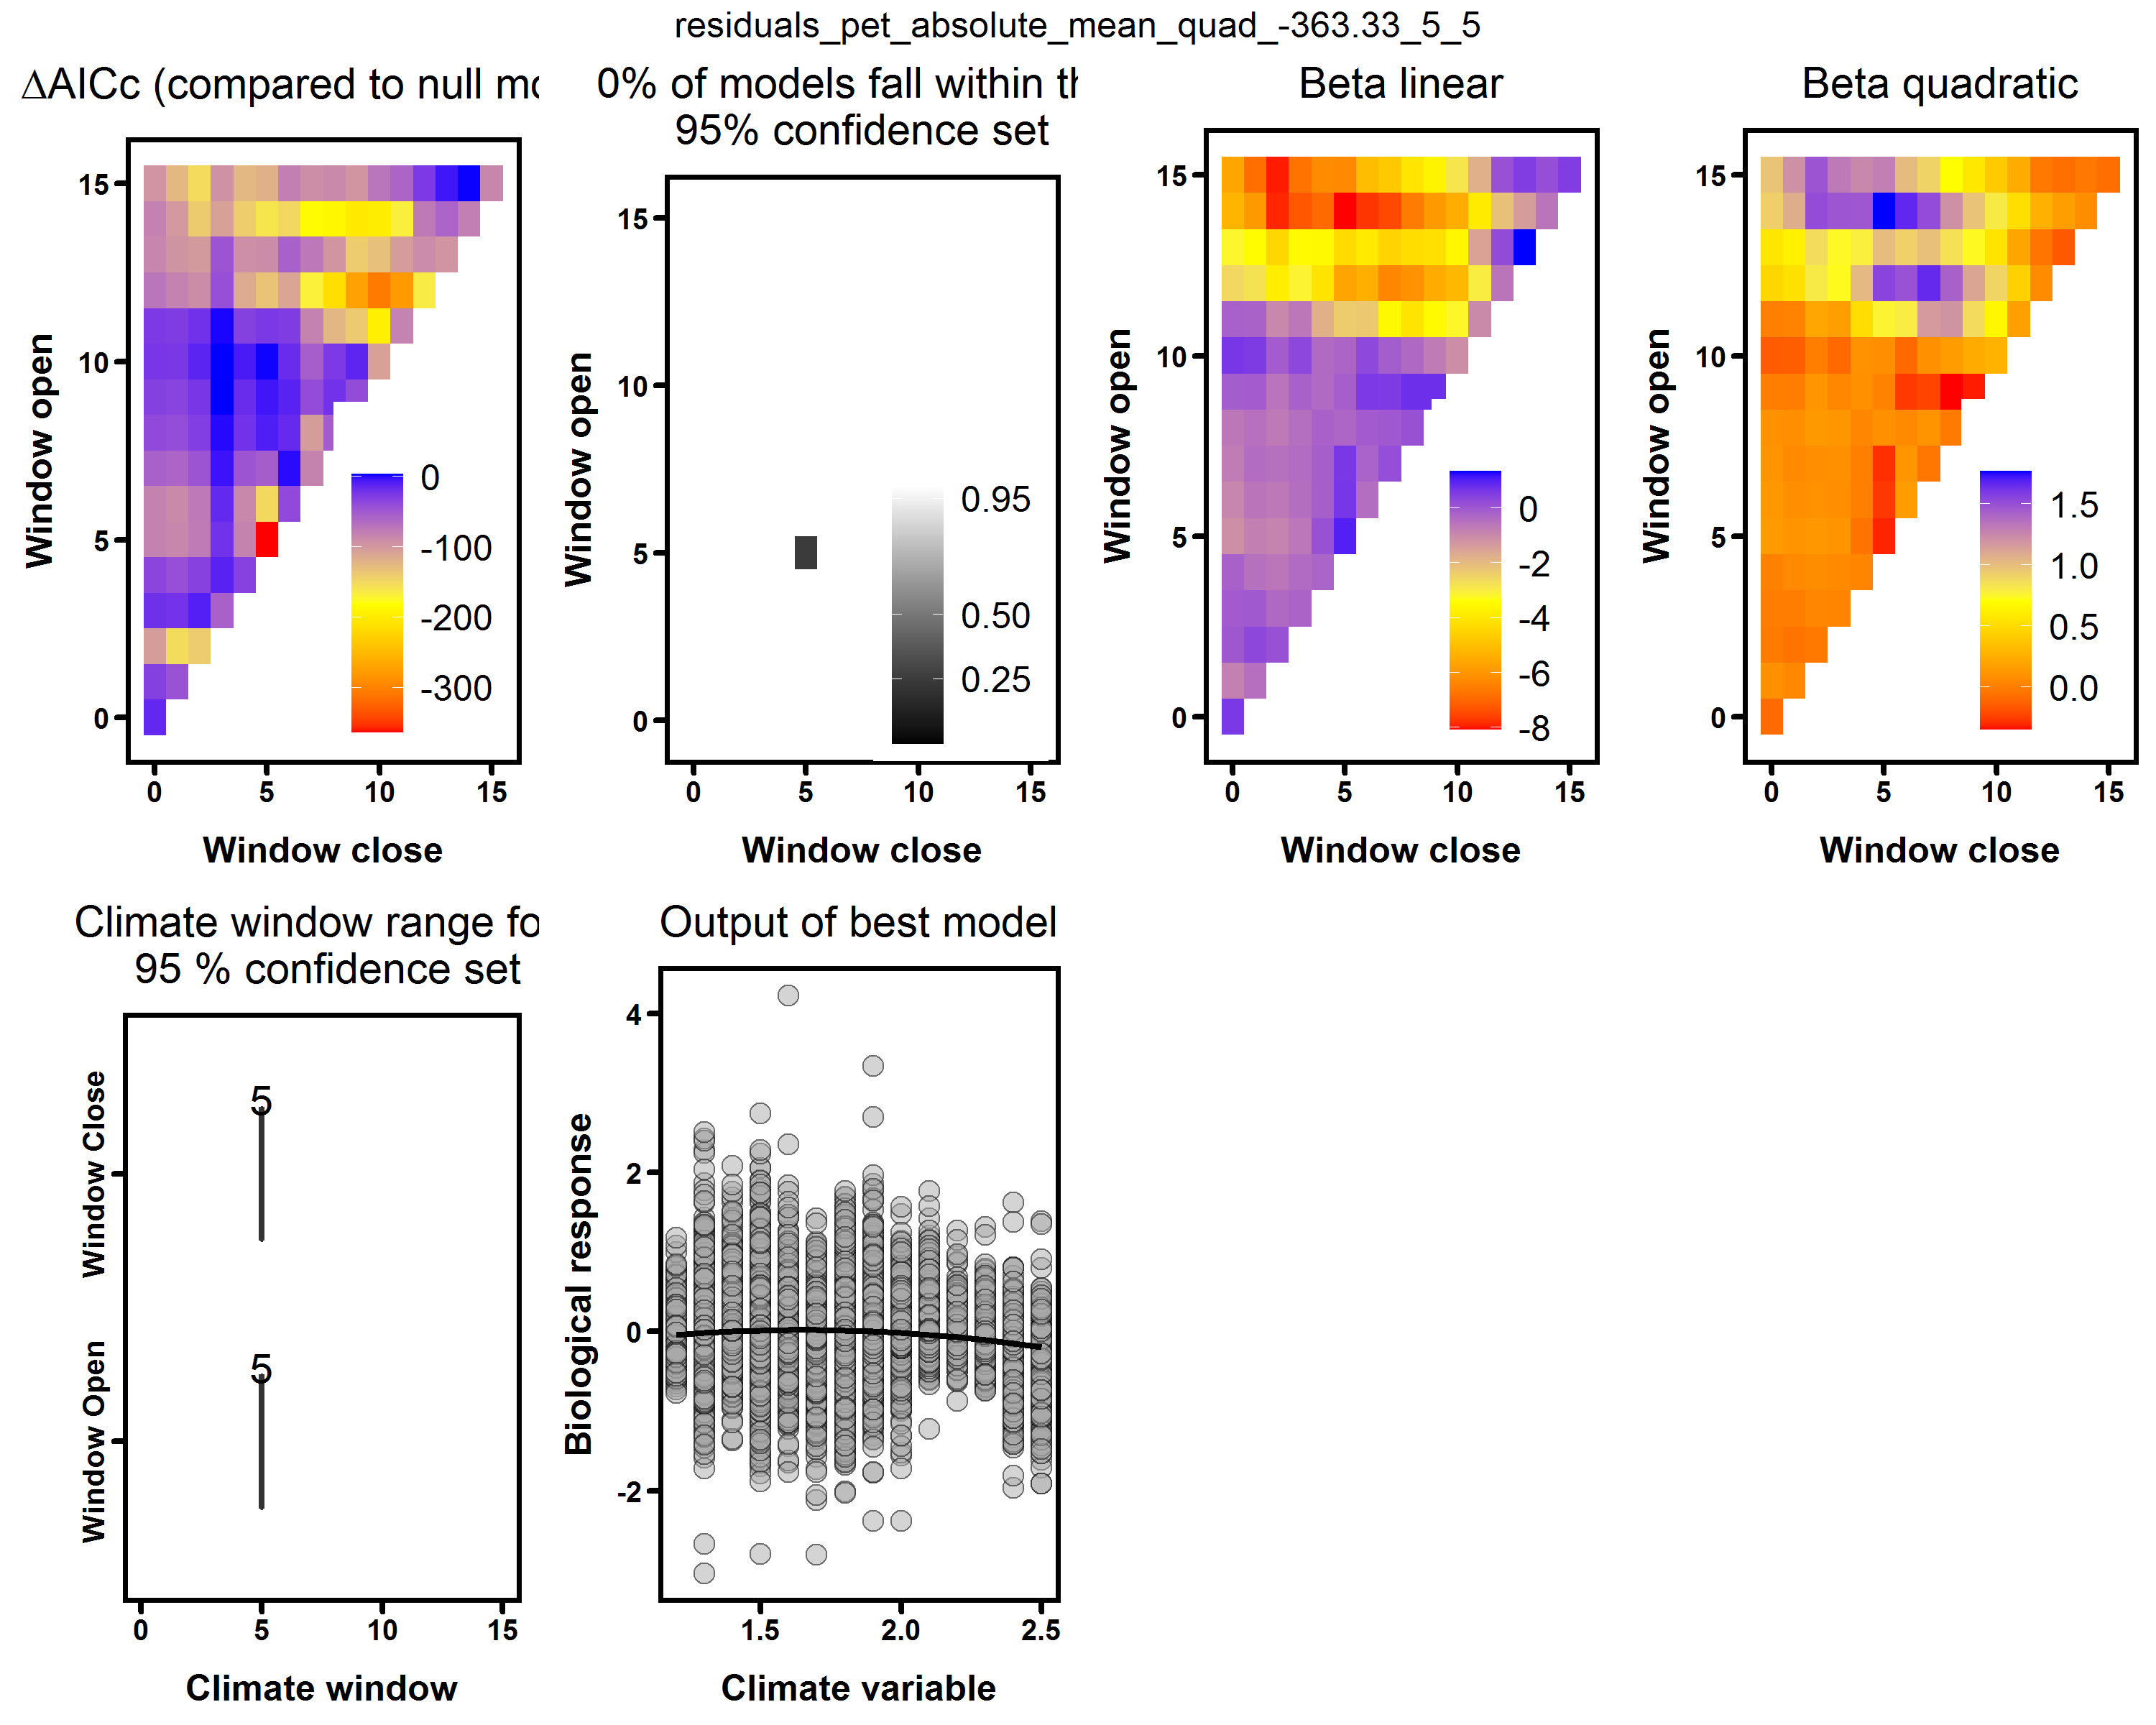 residuals_pet_absolute_mean_quad_-363.33_5_5
ΔAICc (compared to null mo
15
10
5
0
0
-100
-200
-300
0 5 10 15
Window open
Window close
0% of models fall within th
95% confidence set
15
10
5
0
0.95
0.50
0.25
0 5 10 15
Window open
Window close
Beta linear
15
10
5
0
0
-2
-4
-6
-8
0 5 10 15
Window open
Window close
Beta quadratic
15
10
5
0
1.5
1.0
0.5
0.0
0 5 10 15
Window open
Window close
Climate window range fo
95 % confidence set
Window Close
5
Window Open
5
0 5 10 15
Climate window
Output of best model
4
2
0
-2
Biological response
1.5 2.0 2.5
Climate variable